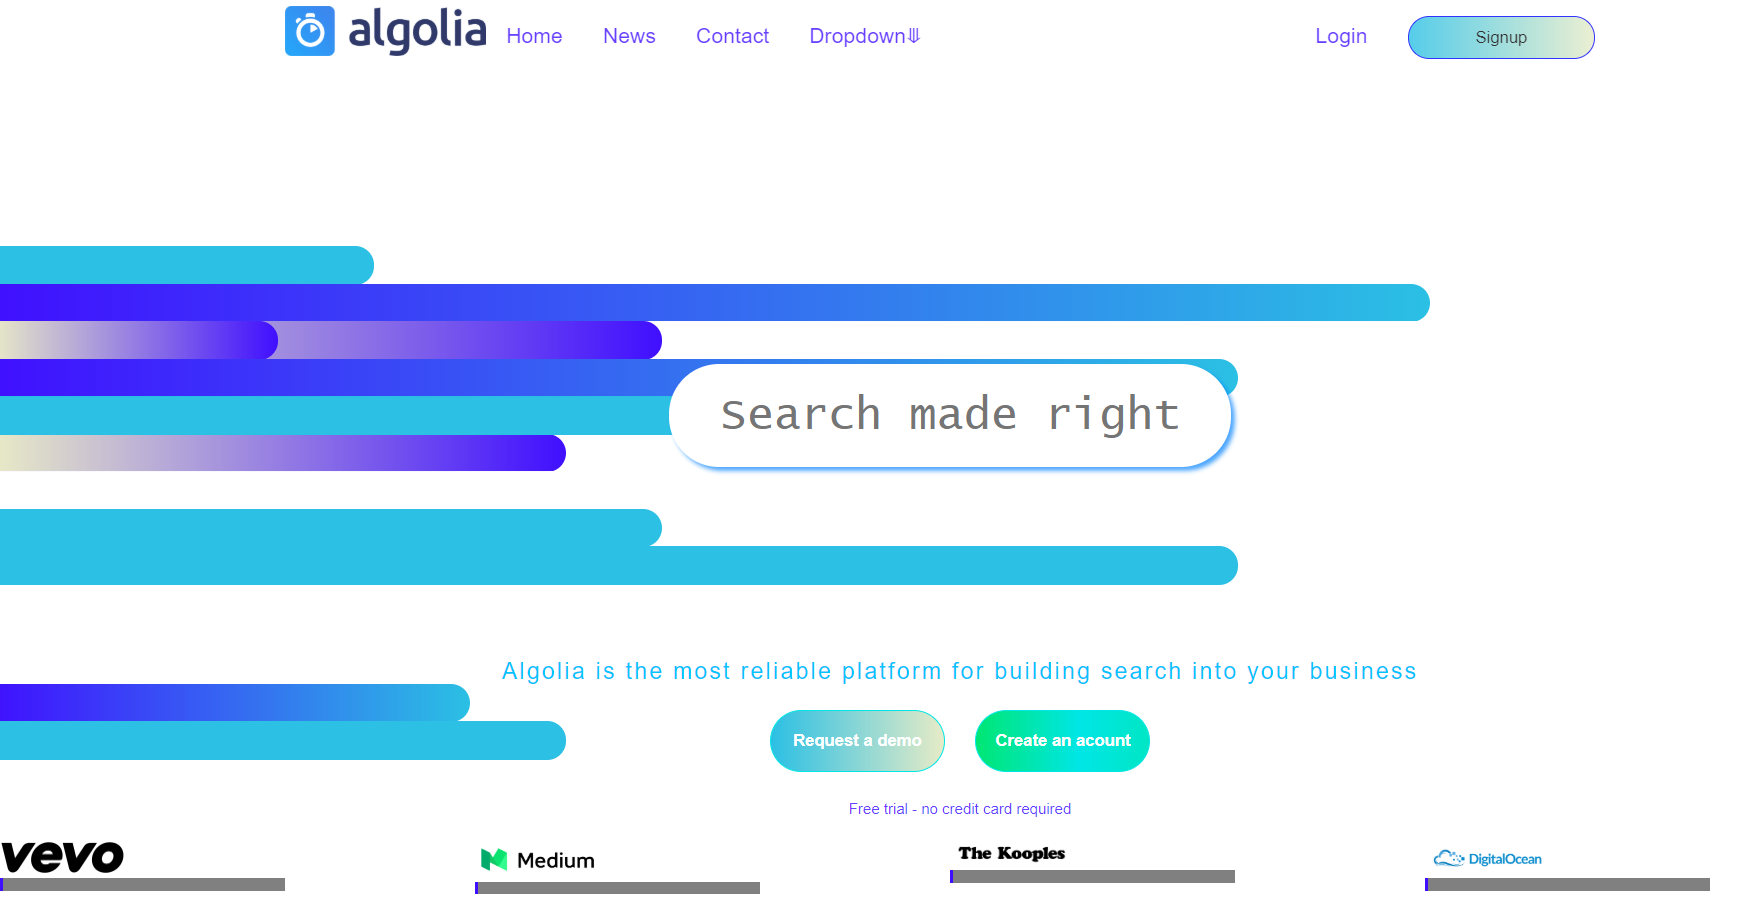 algolia Home News Contact Dropdown⤋ Login Signup
Search made right
Algolia is the most reliable platform for building search into your business
Request a demo Create an acount
Free trial - no credit card required
vevo Medium The Kooples DigitalOcean